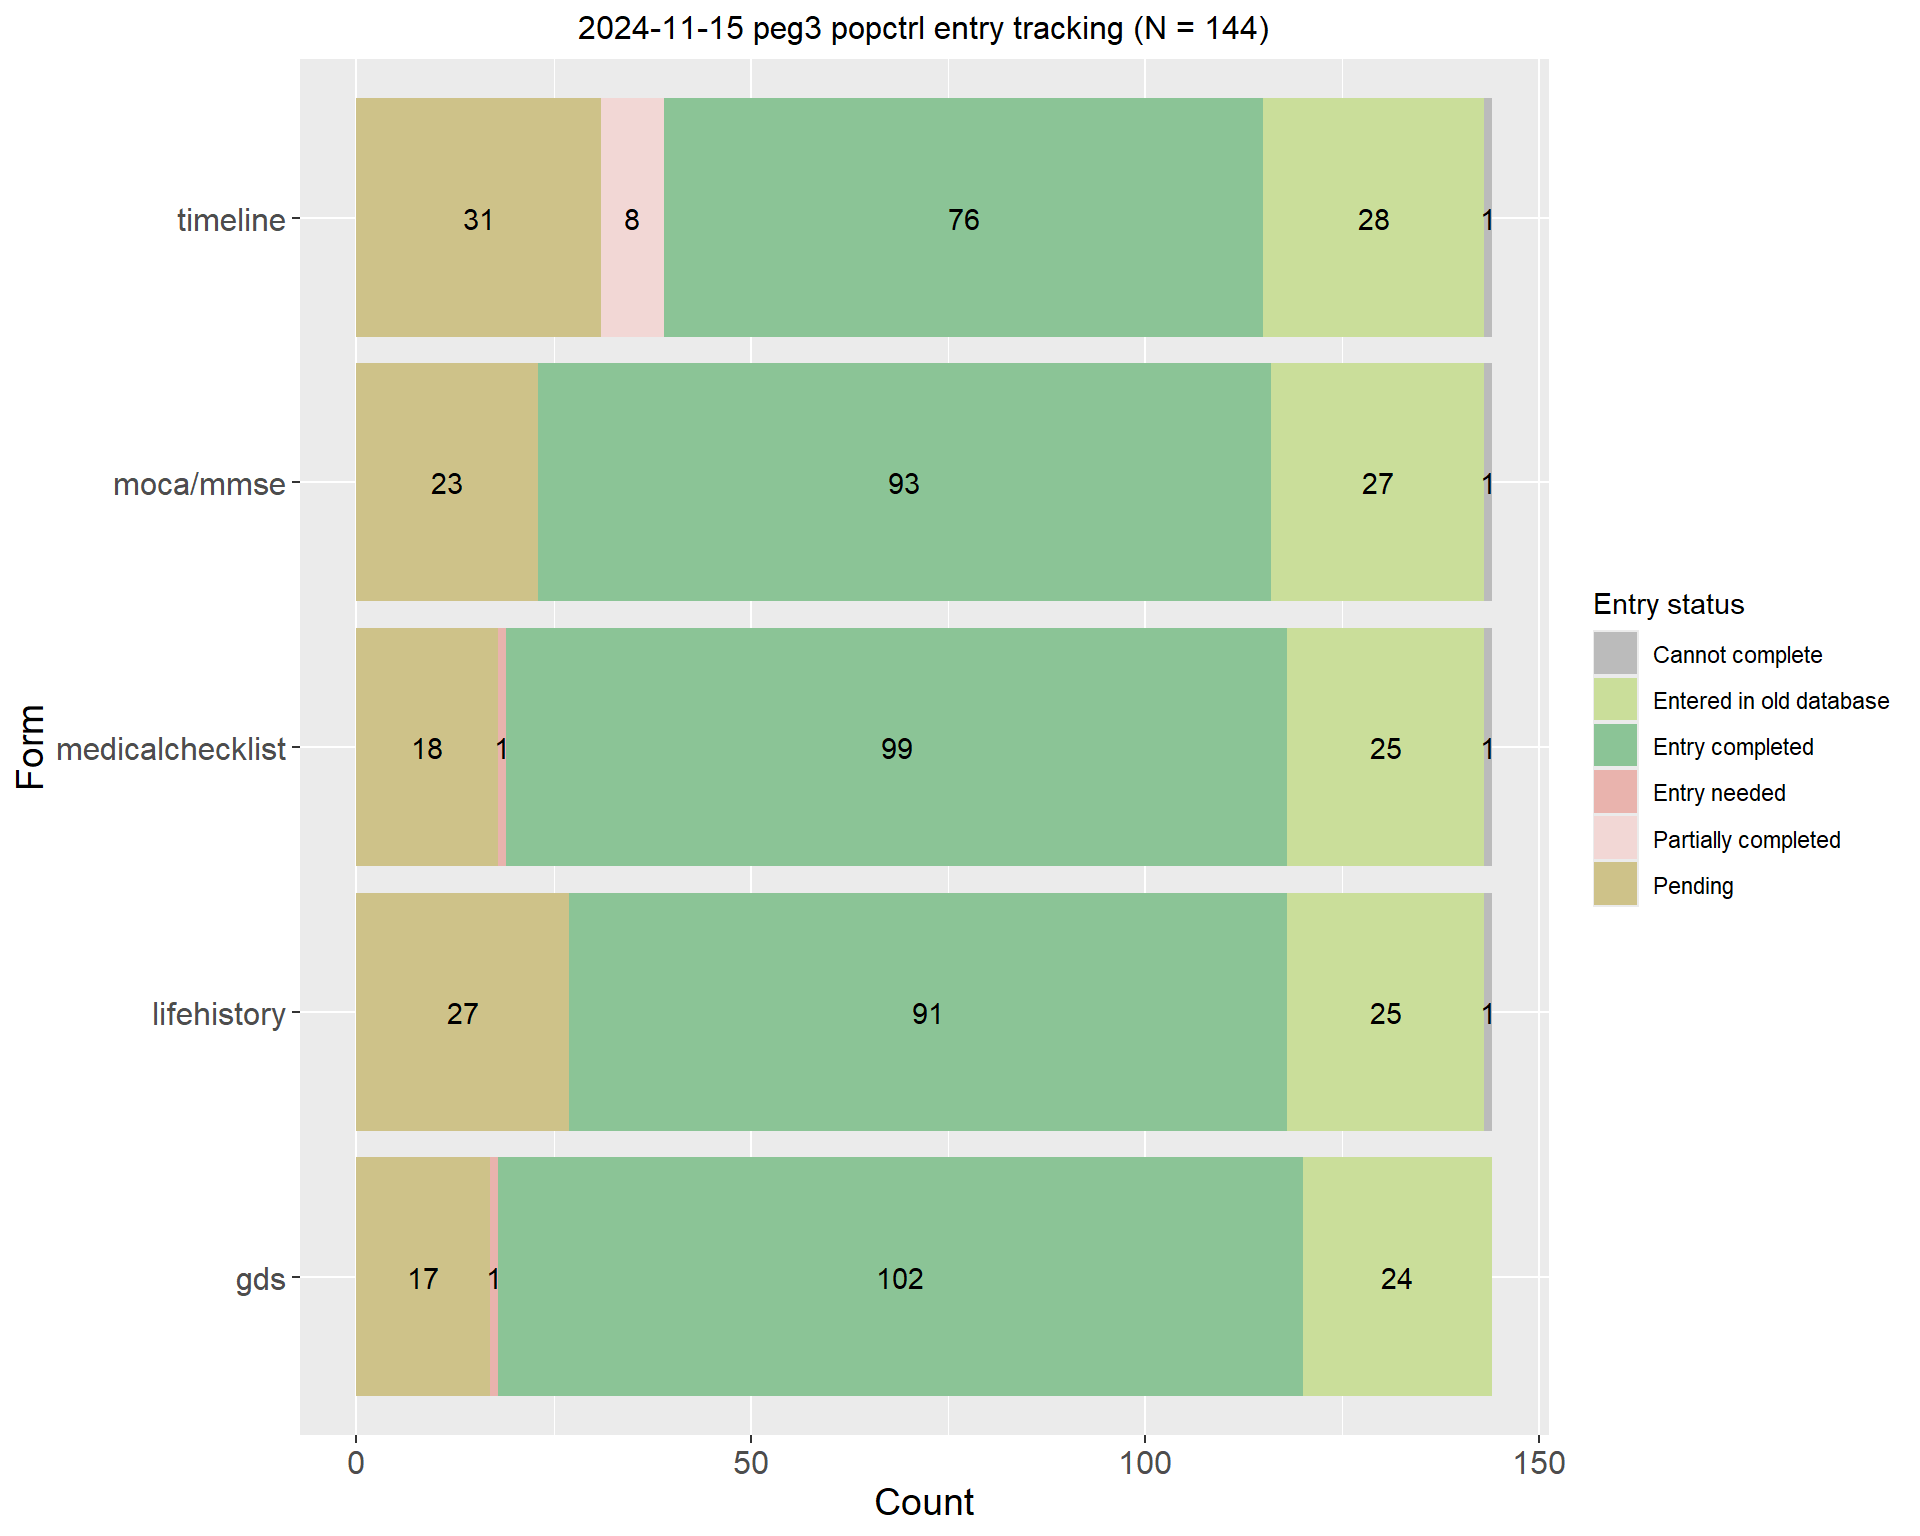 2024-11-15 peg3 popctrl entry tracking (N = 144)
timeline
31 8 76 28 1
moca/mmse
23 93 27 1
medicalchecklist
18 1 99 25 1
lifehistory
27 91 25 1
gds
17 1 102 24
Form
0 50 100 150
Count
Entry status
Cannot complete
Entered in old database
Entry completed
Entry needed
Partially completed
Pending